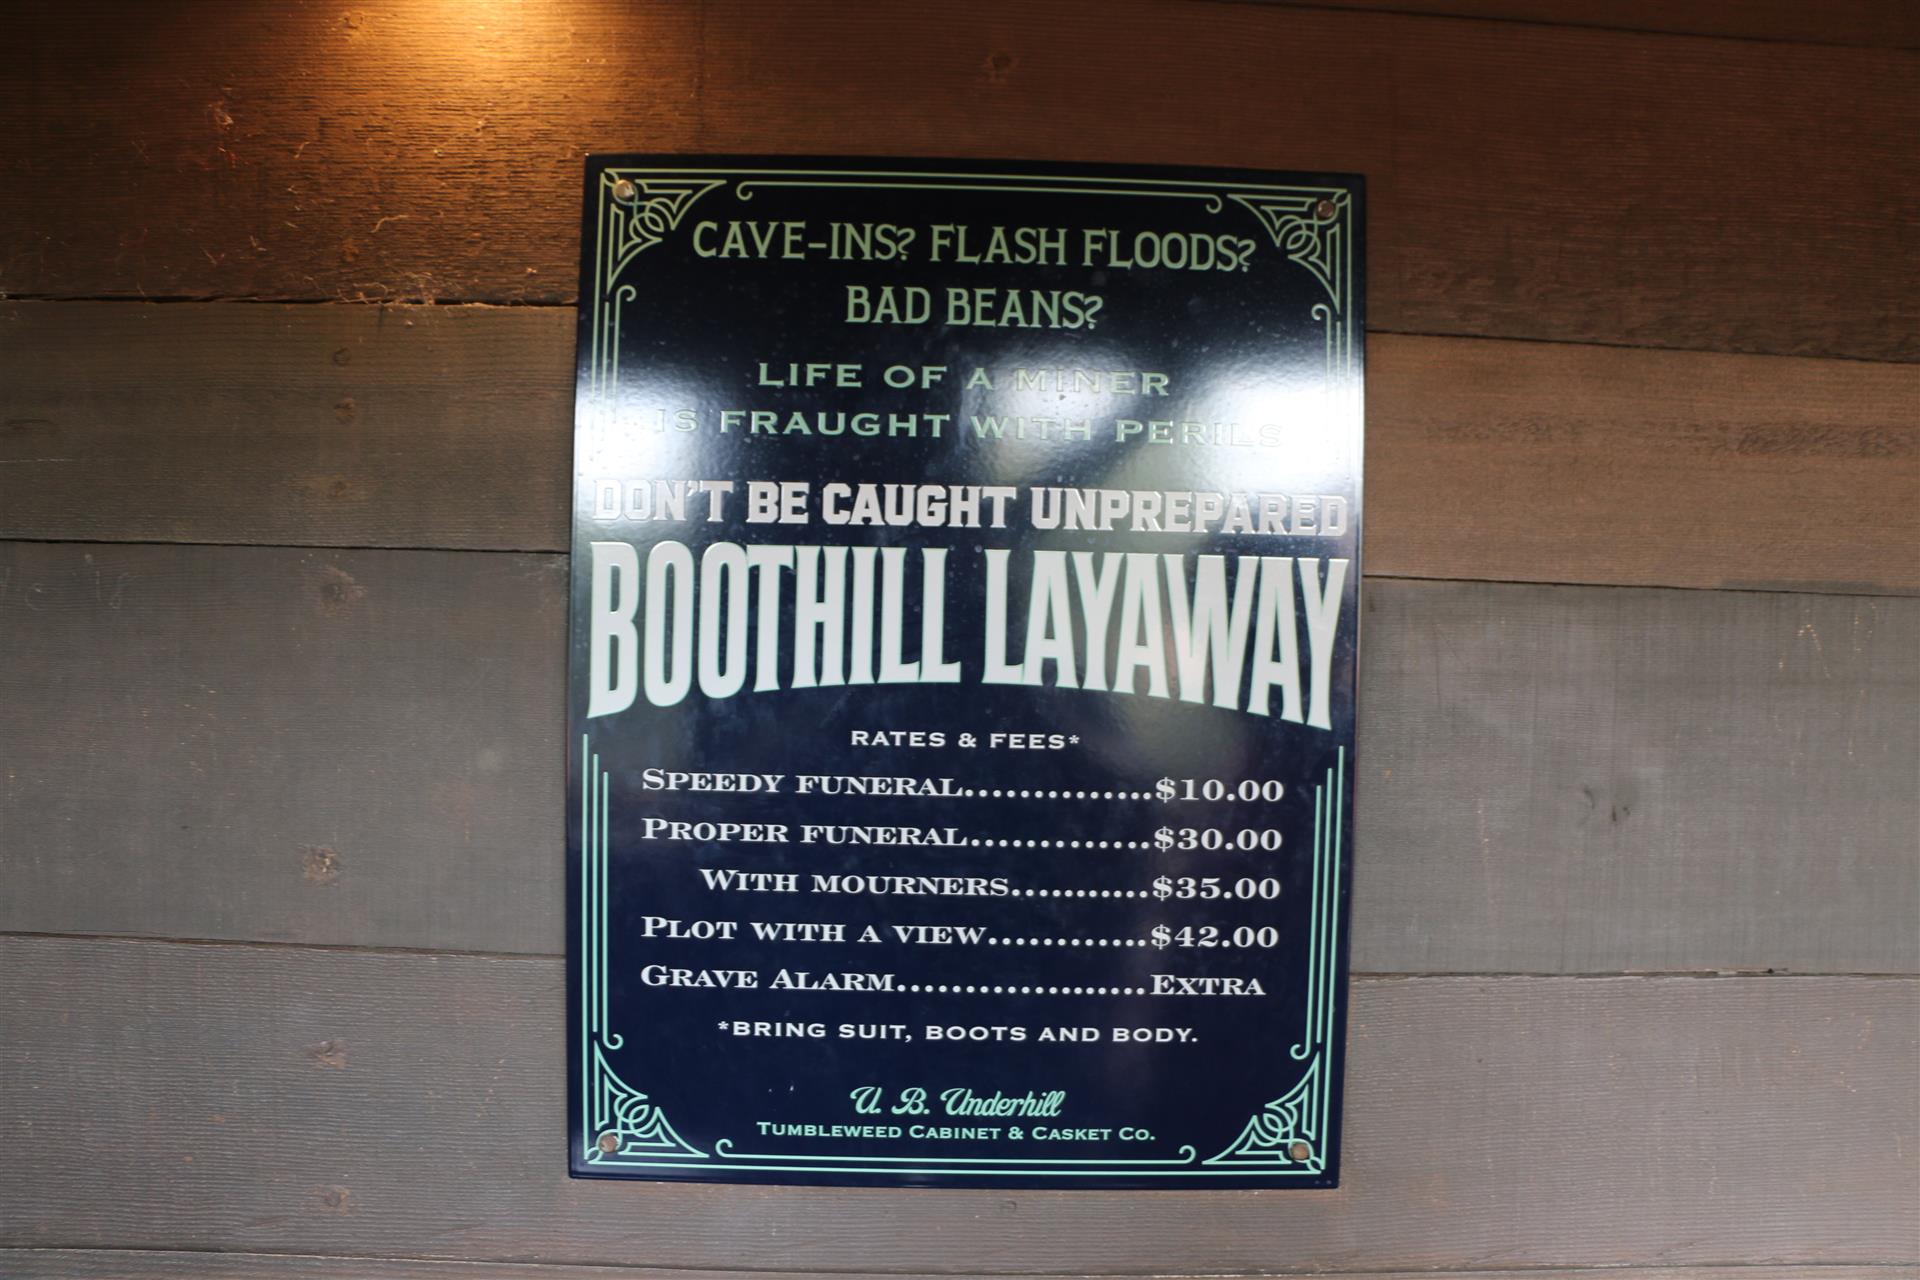 CAVE-INS? FLASH FLOODS?
BAD BEANS?
LIFE OF A MINER
IS FRAUGHT WITH PERILS
DON'T BE CAUGHT UNPREPARED
BOOTHILL LAYAWAY
RATES & FEES*
SPEEDY FUNERAL..............$10.00
PROPER FUNERAL.............$30.00
WITH MOURNERS..........$35.00
PLOT WITH A VIEW............$42.00
GRAVE ALARM..................EXTRA
*BRING SUIT, BOOTS AND BODY.
U. B. Underhill
TUMBLEWEED CABINET & CASKET CO.